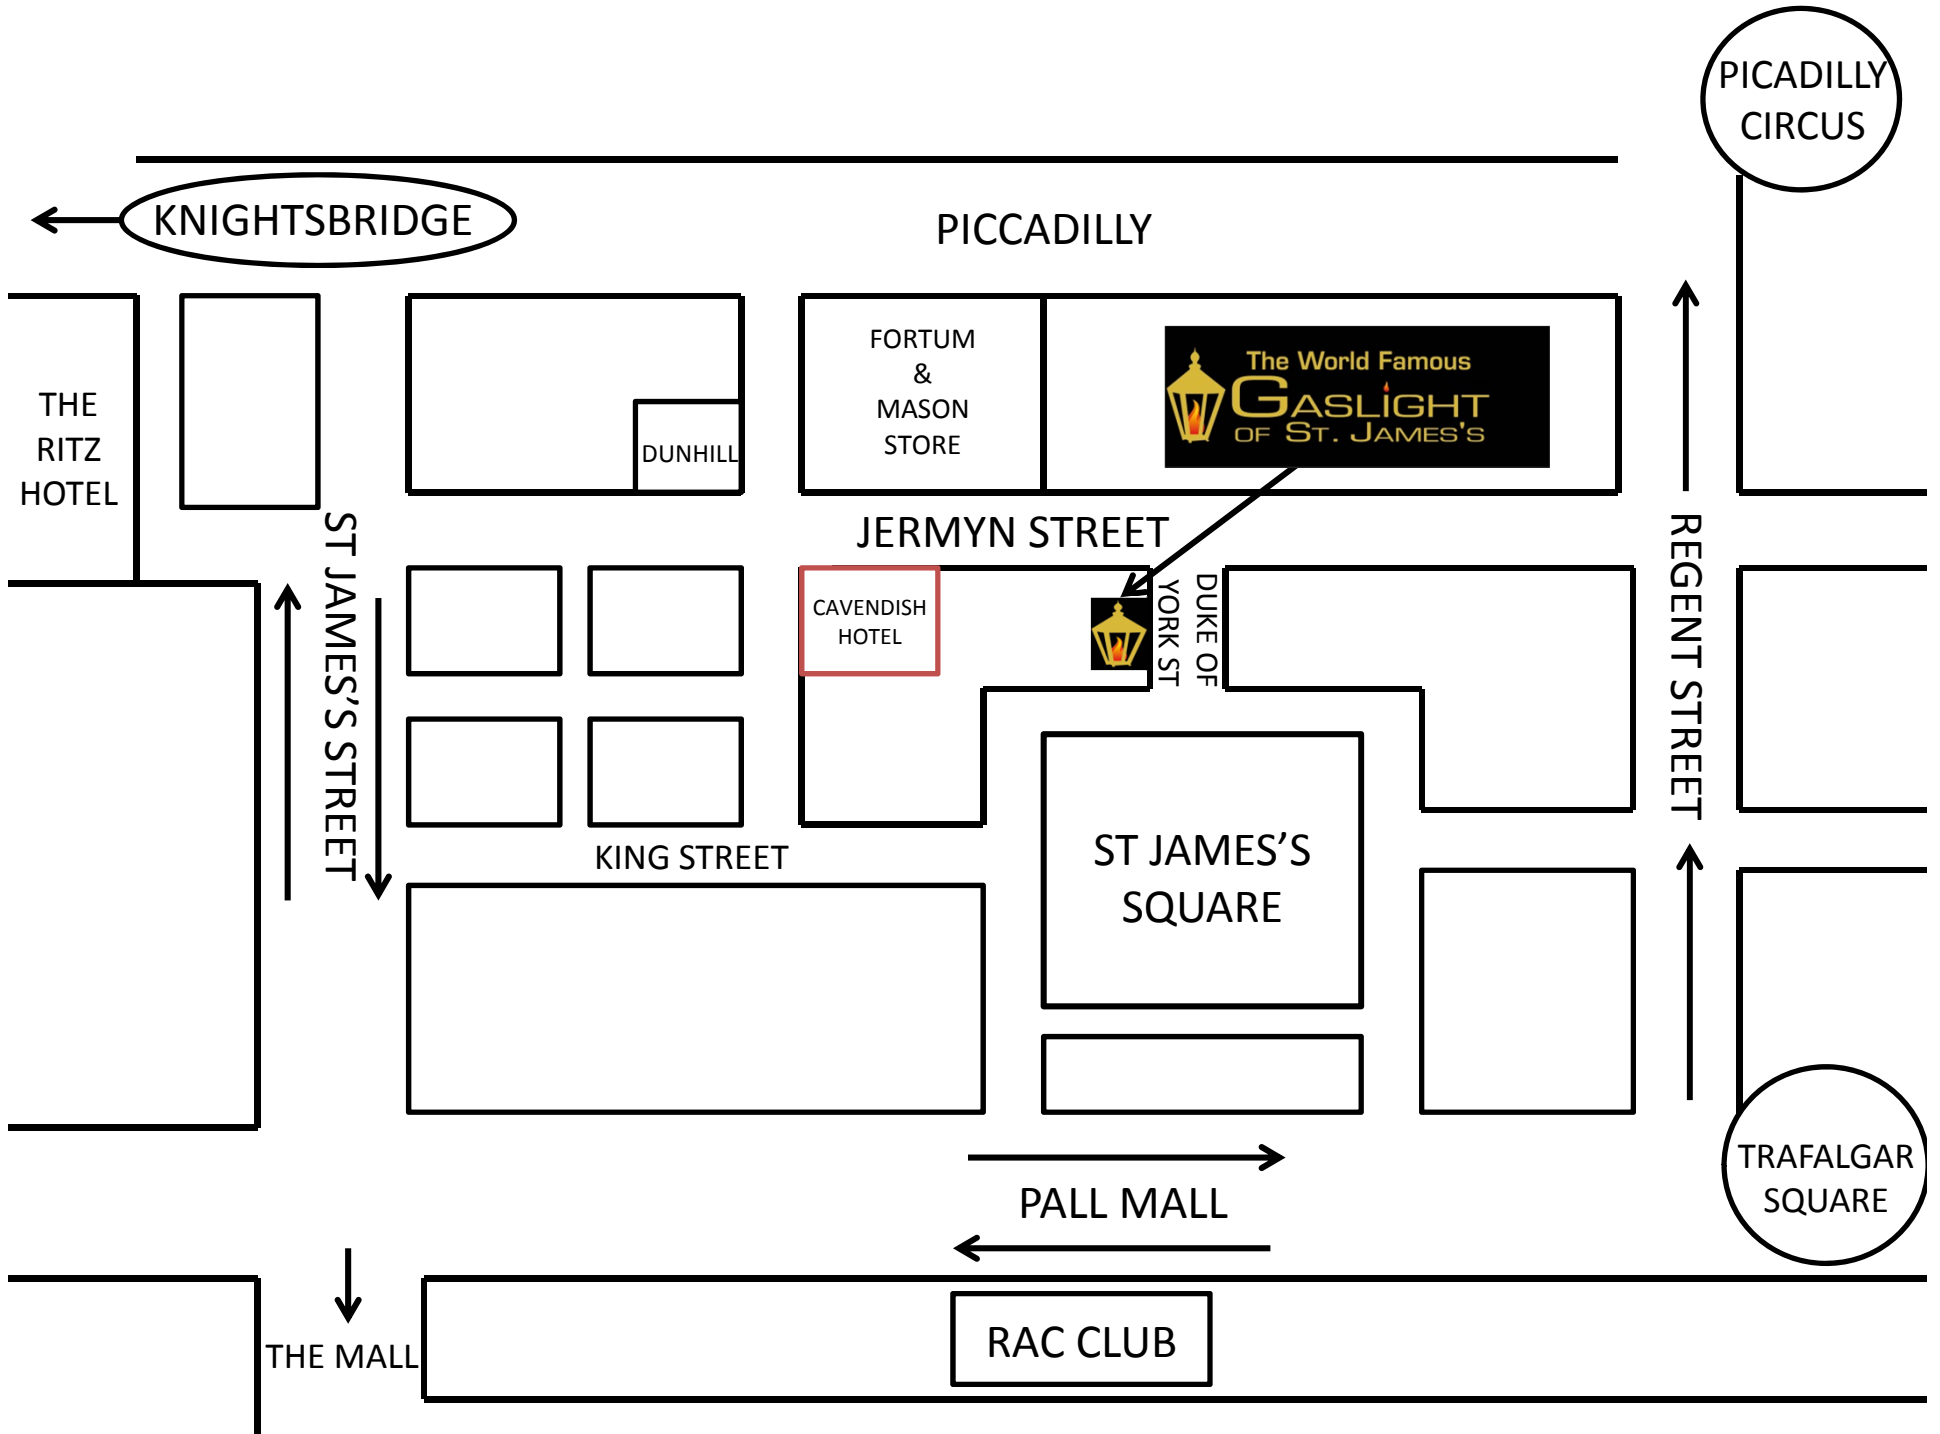 PICADILLY
CIRCUS
KNIGHTSBRIDGE
PICCADILLY
THE
RITZ
HOTEL
DUNHILL
FORTUM
&
MASON
STORE
The World Famous
GASLIGHT
OF ST. JAMES'S
JERMYN STREET
ST JAMES'S STREET
CAVENDISH
HOTEL
DUKE OF
YORK ST
REGENT STREET
KING STREET
ST JAMES'S
SQUARE
PALL MALL
TRAFALGAR
SQUARE
THE MALL
RAC CLUB